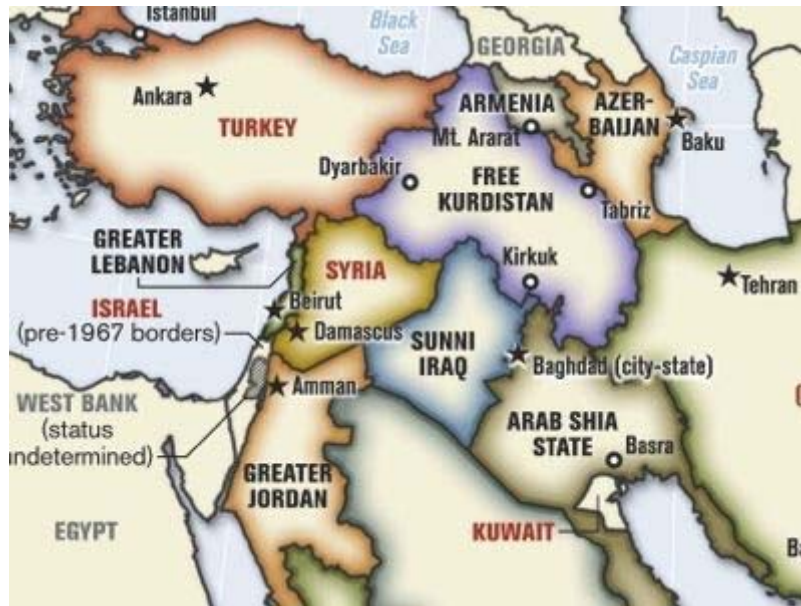 Istanbul
Black
Sea
GEORGIA
Caspian
Sea
Ankara
TURKEY
ARMENIA
AZER-
BAIJAN
Mt. Ararat
Baku
Dyarbakir
FREE
KURDISTAN
Tabriz
GREATER
LEBANON
SYRIA
Kirkuk
Tehran
ISRAEL
(pre-1967 borders)
Beirut
Damascus
SUNNI
IRAQ
Baghdad (city-state)
WEST BANK
(status
undetermined)
Amman
ARAB SHIA
STATE
Basra
GREATER
JORDAN
EGYPT
KUWAIT